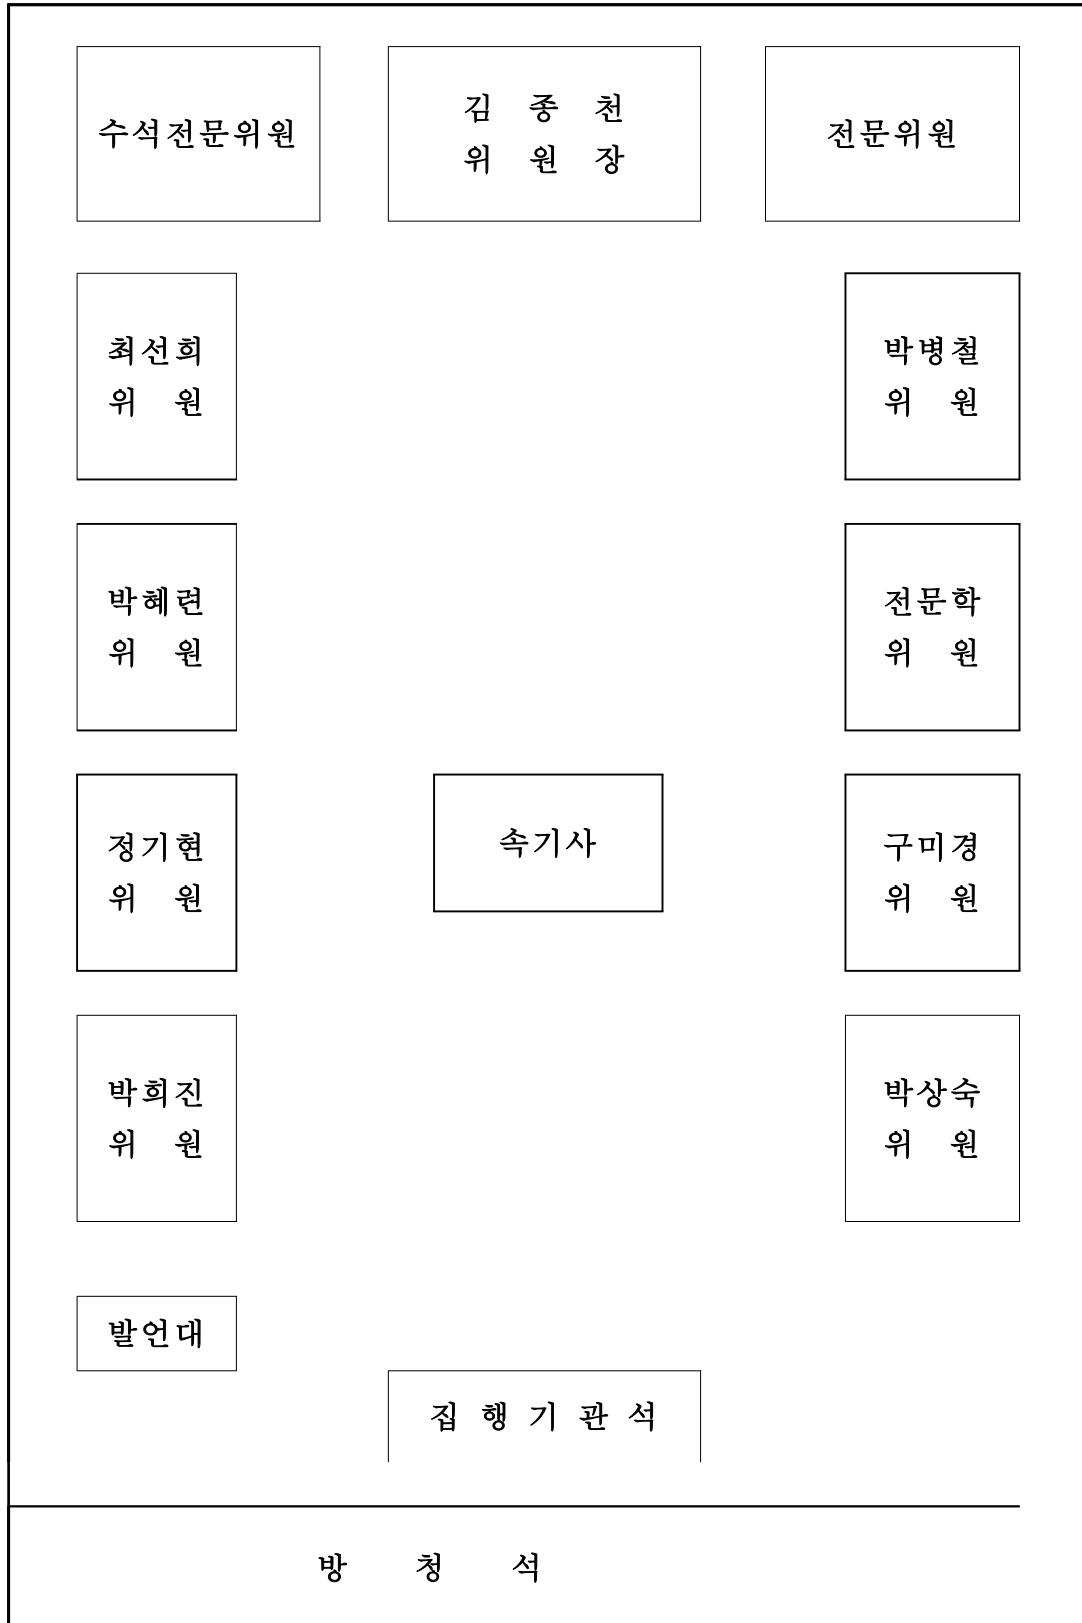 수석전문위원
김 종 천
위 원 장
전문위원
최선희
위 원
박병철
위 원
박혜련
위 원
전문학
위 원
정기현
위 원
속기사
구미경
위 원
박희진
위 원
박상숙
위 원
발언대
집 행 기 관 석
방 청 석